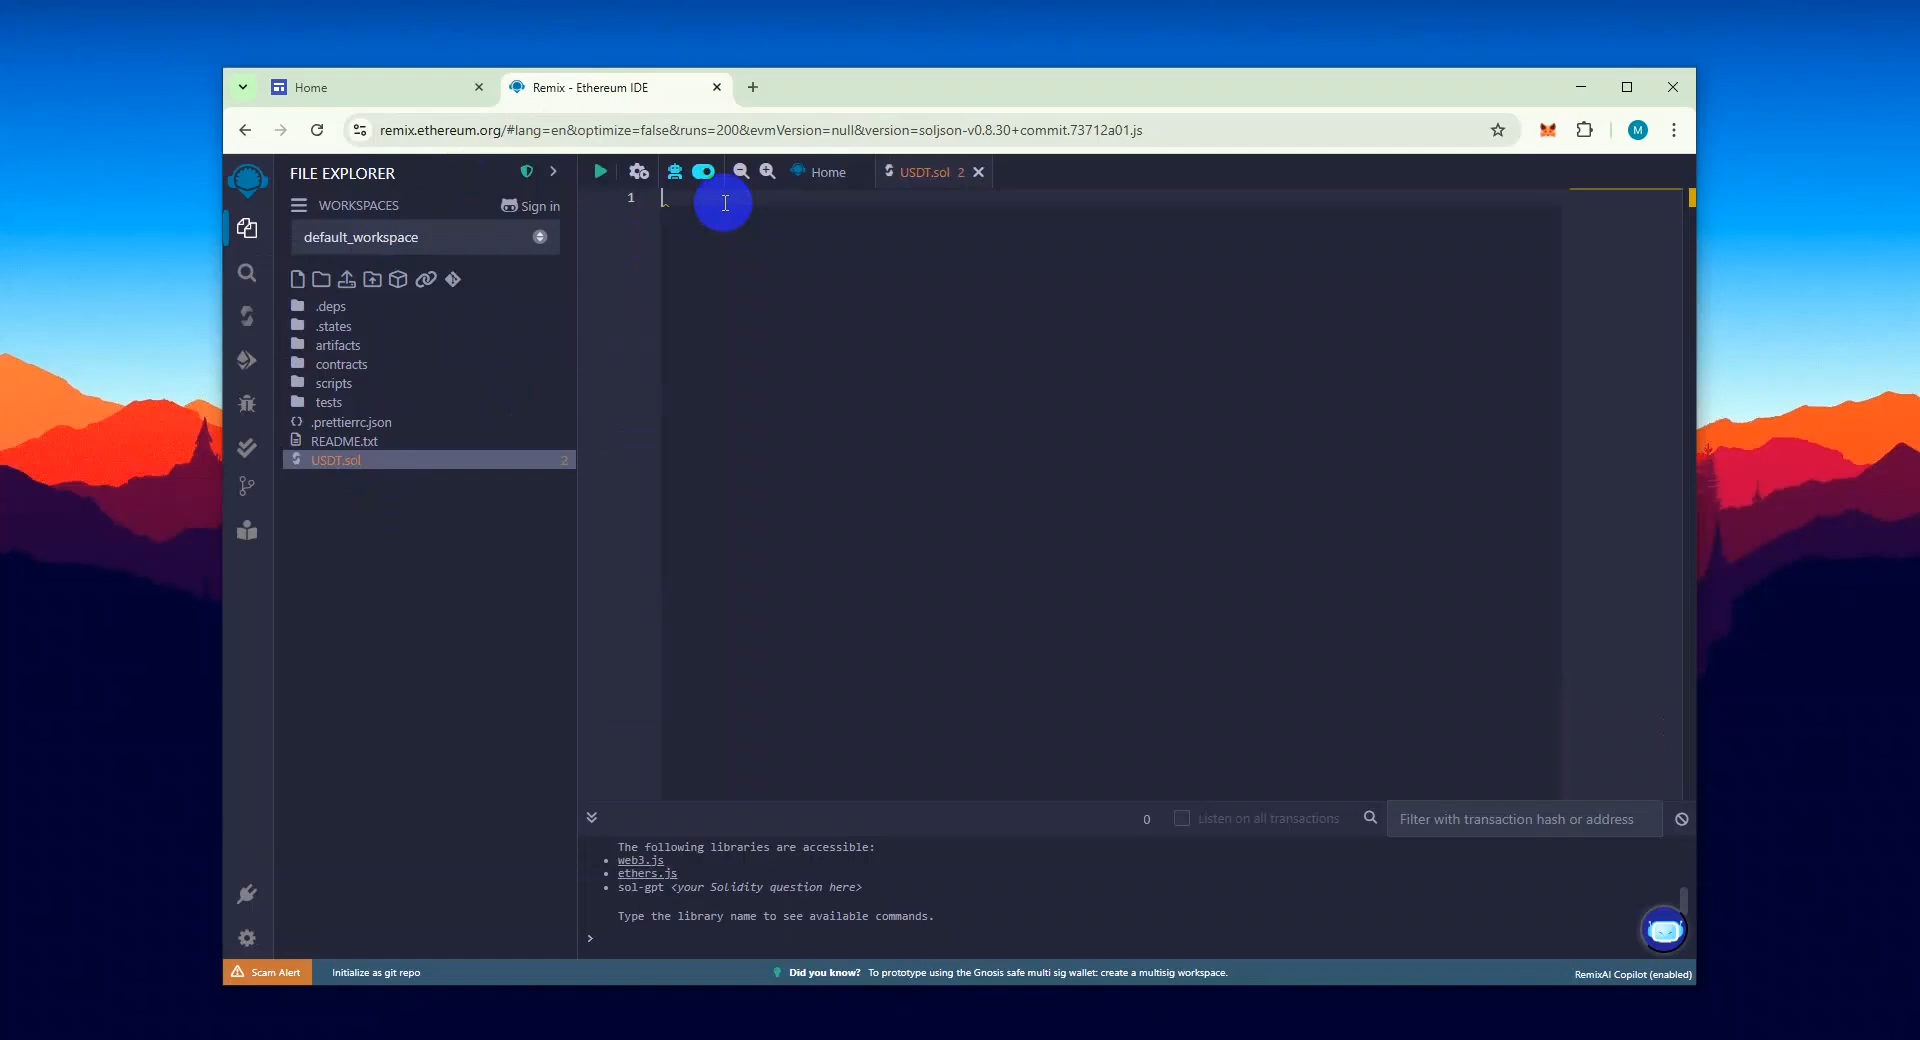 Home
Remix - Ethereum IDE
remix.ethereum.org/#lang=en&optimize=false&runs=200&evmVersion=null&version=soljson-v0.8.30+commit.73712a01.js
M
FILE EXPLORER
Home
USDT.sol 2
WORKSPACES
Sign in
1
default_workspace
.deps
.states
artifacts
contracts
scripts
tests
.prettierrc.json
README.txt
USDT.sol 2
0
Listen on all transactions
Filter with transaction hash or address
The following libraries are accessible:
• web3.js
• ethers.js
• sol-gpt <your Solidity question here>
Type the library name to see available commands.
>
Scam Alert
Initialize as git repo
Did you know? To prototype using the Gnosis safe multi sig wallet: create a multisig workspace.
RemixAI Copilot (enabled)